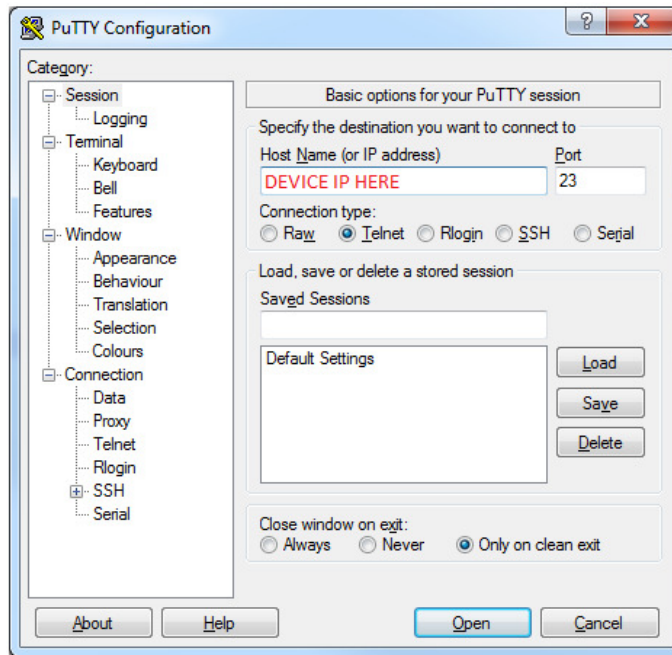 PuTTY Configuration
Category:
Session
Logging
Terminal
Keyboard
Bell
Features
Window
Appearance
Behaviour
Translation
Selection
Colours
Connection
Data
Proxy
Telnet
Rlogin
SSH
Serial
Basic options for your PuTTY session
Specify the destination you want to connect to
Host Name (or IP address) Port
DEVICE IP HERE 23
Connection type:
Raw Telnet Rlogin SSH Serial
Load, save or delete a stored session
Saved Sessions
Default Settings
Load
Save
Delete
Close window on exit:
Always Never Only on clean exit
About Help Open Cancel